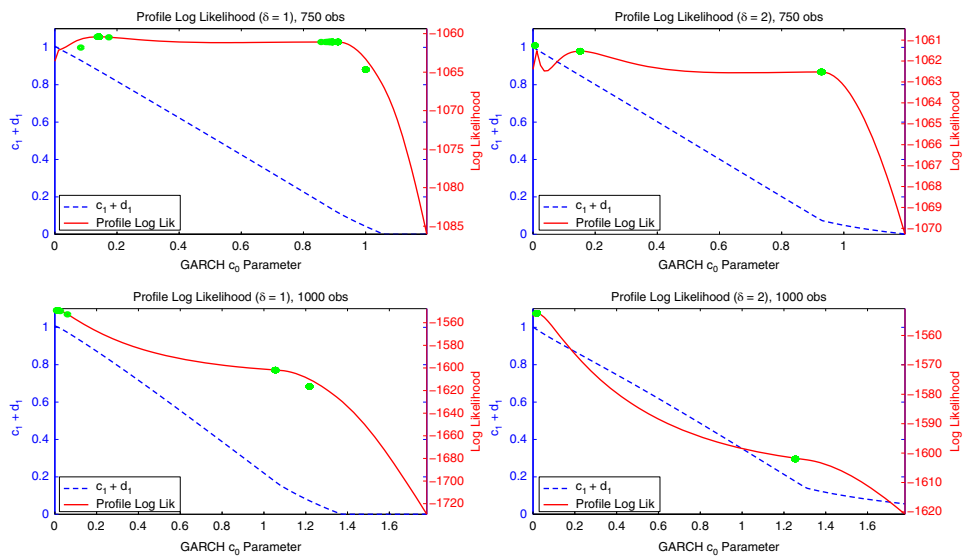 Profile Log Likelihood (δ = 1), 750 obs
1
0.8
0.6
0.4
0.2
0
c₁ + d₁
−1060
−1065
−1070
−1075
−1080
−1085
Log Likelihood
c₁ + d₁
Profile Log Lik
0 0.2 0.4 0.6 0.8 1
GARCH c₀ Parameter
Profile Log Likelihood (δ = 2), 750 obs
1
0.8
0.6
0.4
0.2
0
c₁ + d₁
−1061
−1062
−1063
−1064
−1065
−1066
−1067
−1068
−1069
−1070
Log Likelihood
c₁ + d₁
Profile Log Lik
0 0.2 0.4 0.6 0.8 1
GARCH c₀ Parameter
Profile Log Likelihood (δ = 1), 1000 obs
1
0.8
0.6
0.4
0.2
0
c₁ + d₁
−1560
−1580
−1600
−1620
−1640
−1660
−1680
−1700
−1720
Log Likelihood
c₁ + d₁
Profile Log Lik
0 0.2 0.4 0.6 0.8 1 1.2 1.4 1.6
GARCH c₀ Parameter
Profile Log Likelihood (δ = 2), 1000 obs
1
0.8
0.6
0.4
0.2
0
c₁ + d₁
−1560
−1570
−1580
−1590
−1600
−1610
−1620
Log Likelihood
c₁ + d₁
Profile Log Lik
0 0.2 0.4 0.6 0.8 1 1.2 1.4 1.6
GARCH c₀ Parameter